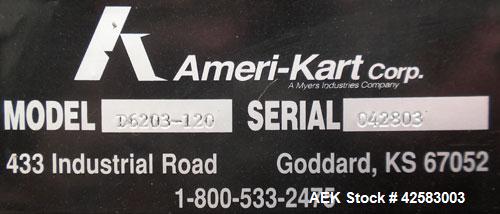 Ameri-Kart Corp.
A Myers Industries Company
MODEL D6203-120 SERIAL 042803
433 Industrial Road Goddard, KS 67052
1-800-533-2475
AEK Stock # 42583003